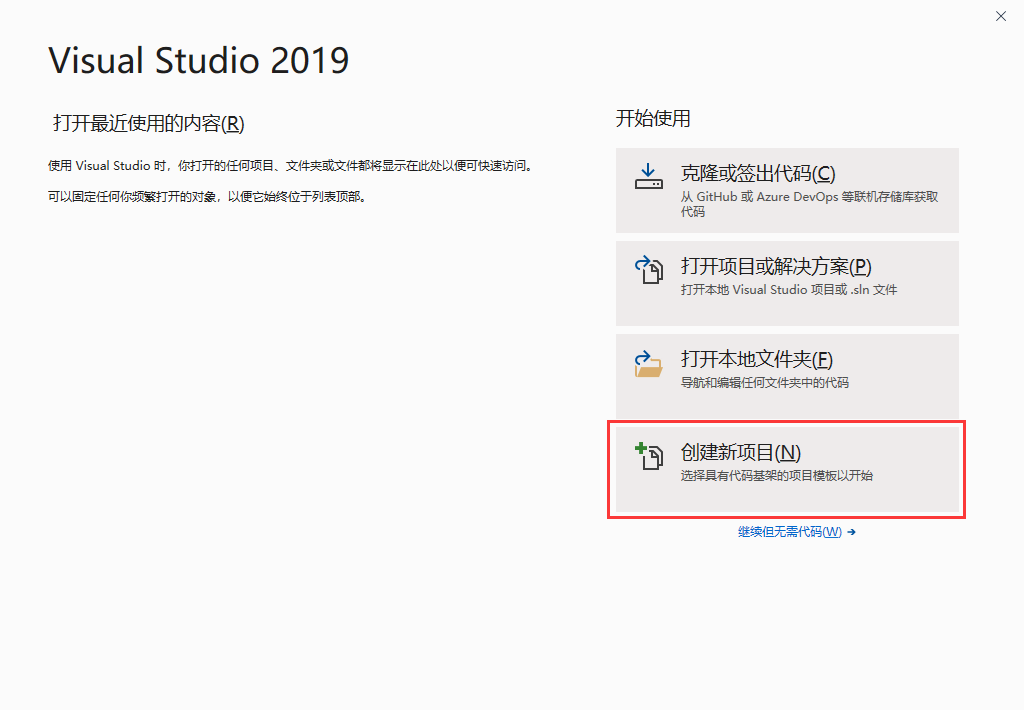 Visual Studio 2019
打开最近使用的内容(R)
使用 Visual Studio 时，你打开的任何项目、文件夹或文件都将显示在此处以便可快速访问。
可以固定任何你频繁打开的对象，以便它始终位于列表顶部。
开始使用
克隆或签出代码(C)
从 GitHub 或 Azure DevOps 等联机存储库获取
代码
打开项目或解决方案(P)
打开本地 Visual Studio 项目或 .sln 文件
打开本地文件夹(F)
导航和编辑任何文件夹中的代码
创建新项目(N)
选择具有代码基架的项目模板以开始
继续但无需代码(W) →